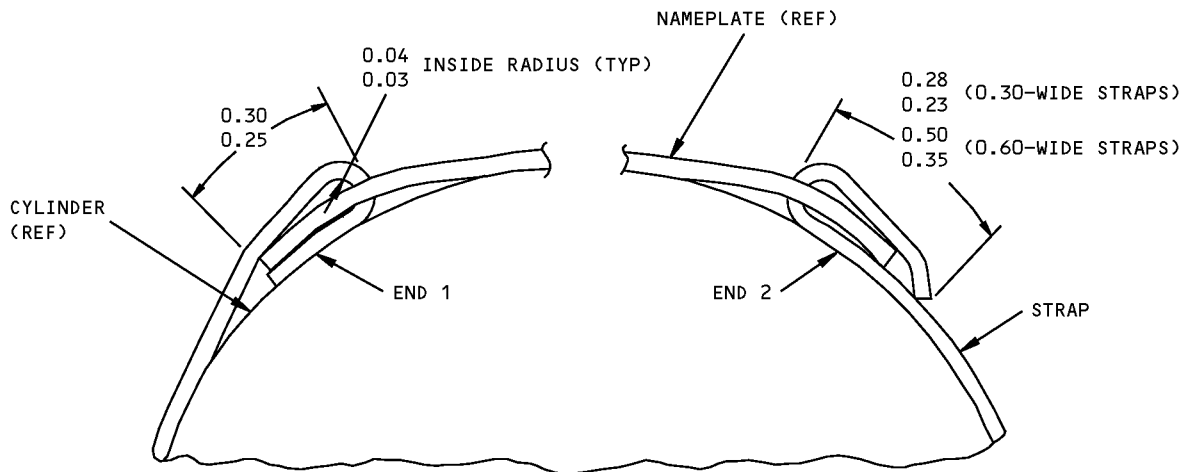 NAMEPLATE (REF)
0.04
0.03
INSIDE RADIUS (TYP)
0.30
0.25
0.28
0.23
(0.30-WIDE STRAPS)
0.50
0.35
(0.60-WIDE STRAPS)
CYLINDER
(REF)
END 1
END 2
STRAP